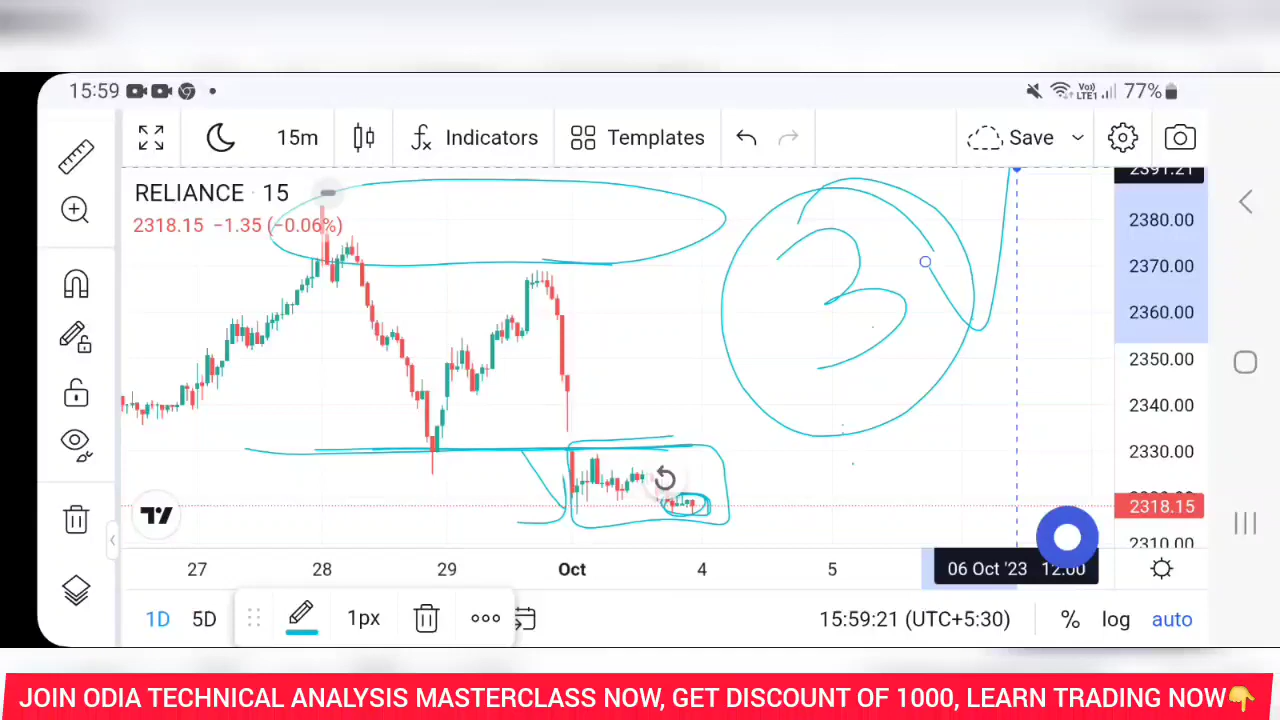 15:59
Vo)) LTE1 77%
15m Indicators Templates Save
RELIANCE · 15
2318.15 −1.35 (−0.06%)
3
2391.21
2380.00
2370.00
2360.00
2350.00
2340.00
2330.00
2318.15
2310.00
27 28 29 Oct 4 5 06 Oct '23 12:00
1D 5D 1px 15:59:21 (UTC+5:30) % log auto
JOIN ODIA TECHNICAL ANALYSIS MASTERCLASS NOW, GET DISCOUNT OF 1000, LEARN TRADING NOW👇